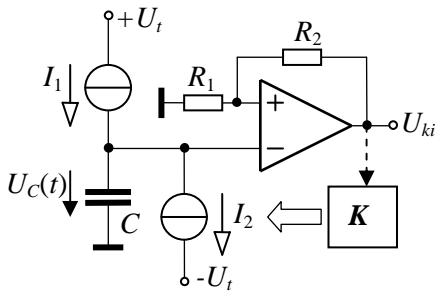 +U_t
I_1
R_1
R_2
+
−
U_ki
U_C(t)
C
I_2
K
-U_t